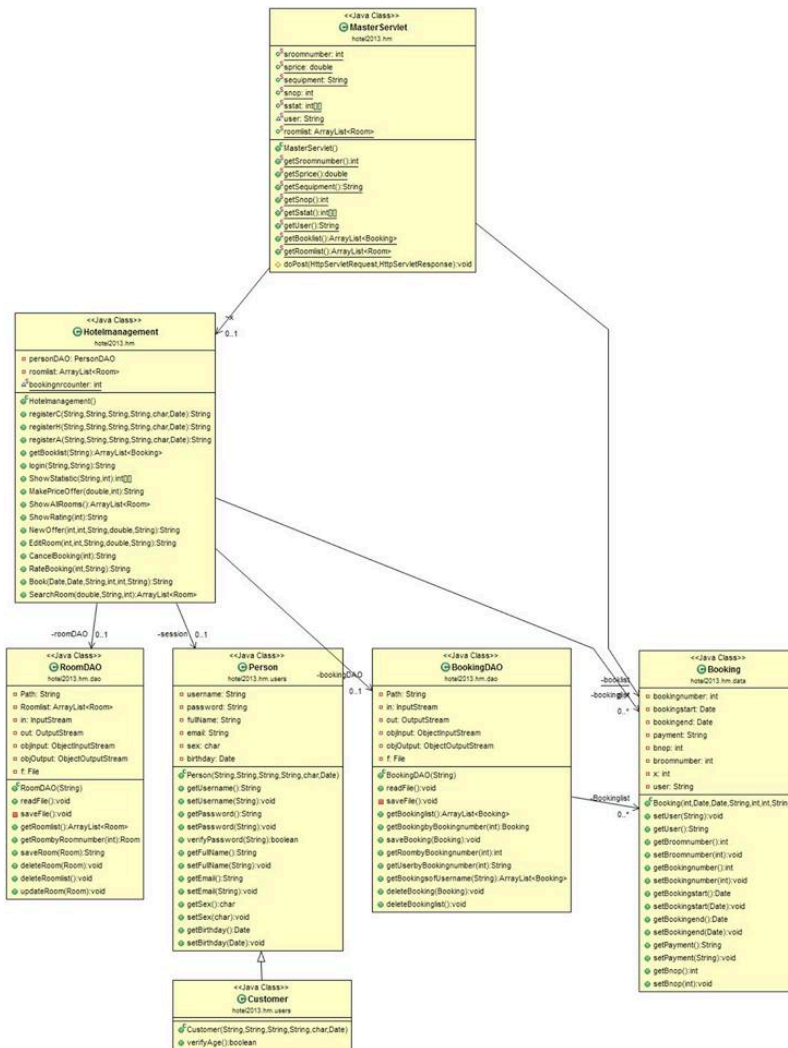 <<Java Class>>
MasterServlet
hotel2013.hm
sroomnumber: int
sprice: double
sequipment: String
snop: int
sstat: int[][]
user: String
roomlist: ArrayList<Room>
MasterServlet()
getSroomnumber():int
getSprice():double
getSequipment():String
getSnop():int
getSstat():int[][]
getUser():String
getBooklist():ArrayList<Booking>
getRoomlist():ArrayList<Room>
doPost(HttpServletRequest,HttpServletResponse):void
~x
0..1
<<Java Class>>
Hotelmanagement
hotel2013.hm
personDAO: PersonDAO
roomlist: ArrayList<Room>
bookingnrcounter: int
Hotelmanagement()
registerC(String,String,String,String,char,Date):String
registerH(String,String,String,String,char,Date):String
registerA(String,String,String,String,char,Date):String
getBooklist(String):ArrayList<Booking>
login(String,String):String
ShowStatistic(String,int):int[][]
MakePriceOffer(double,int):String
ShowAllRooms():ArrayList<Room>
ShowRating(int):String
NewOffer(int,int,String,double,String):String
EditRoom(int,int,String,double,String):String
CancelBooking(int):String
RateBooking(int,String):String
Book(Date,Date,String,int,int,String):String
SearchRoom(double,String,int):ArrayList<Room>
-roomDAO
0..1
-session
0..1
-bookingDAO
0..1
-booklist
0..*
<<Java Class>>
RoomDAO
hotel2013.hm.dao
Path: String
Roomlist: ArrayList<Room>
in: InputStream
out: OutputStream
objInput: ObjectInputStream
objOutput: ObjectOutputStream
f: File
RoomDAO(String)
readFile():void
saveFile():void
getRoomlist():ArrayList<Room>
getRoombyRoomnumber(int):Room
saveRoom(Room):String
deleteRoom(Room):void
deleteRoomlist():void
updateRoom(Room):void
<<Java Class>>
Person
hotel2013.hm.users
username: String
password: String
fullName: String
email: String
sex: char
birthday: Date
Person(String,String,String,String,char,Date)
getUsername():String
setUsername(String):void
getPassword():String
setPassword(String):void
verifyPassword(String):boolean
getFullName():String
setFullName(String):void
getEmail():String
setEmail(String):void
getSex():char
setSex(char):void
getBirthday():Date
setBirthday(Date):void
<<Java Class>>
BookingDAO
hotel2013.hm.dao
Path: String
in: InputStream
out: OutputStream
objInput: ObjectInputStream
objOutput: ObjectOutputStream
f: File
BookingDAO(String)
readFile():void
saveFile():void
getBookinglist():ArrayList<Booking>
getBookingbyBookingnumber(int):Booking
saveBooking(Booking):void
getRoombyBookingnumber(int):int
getUserbyBookingnumber(int):String
getBookingsofUsername(String):ArrayList<Booking>
deleteBooking(Booking):void
deleteBookinglist():void
-Bookinglist
0..*
<<Java Class>>
Booking
hotel2013.hm.data
bookingnumber: int
bookingstart: Date
bookingend: Date
payment: String
bnop: int
broomnumber: int
x: int
user: String
Booking(int,Date,Date,String,int,int,String)
setUser(String):void
getUser():String
getBroomnumber():int
setBroomnumber(int):void
getBookingnumber():int
setBookingnumber(int):void
getBookingstart():Date
setBookingstart(Date):void
getBookingend():Date
setBookingend(Date):void
getPayment():String
setPayment(String):void
getBnop():int
setBnop(int):void
<<Java Class>>
Customer
hotel2013.hm.users
Customer(String,String,String,String,char,Date)
verifyAge():boolean